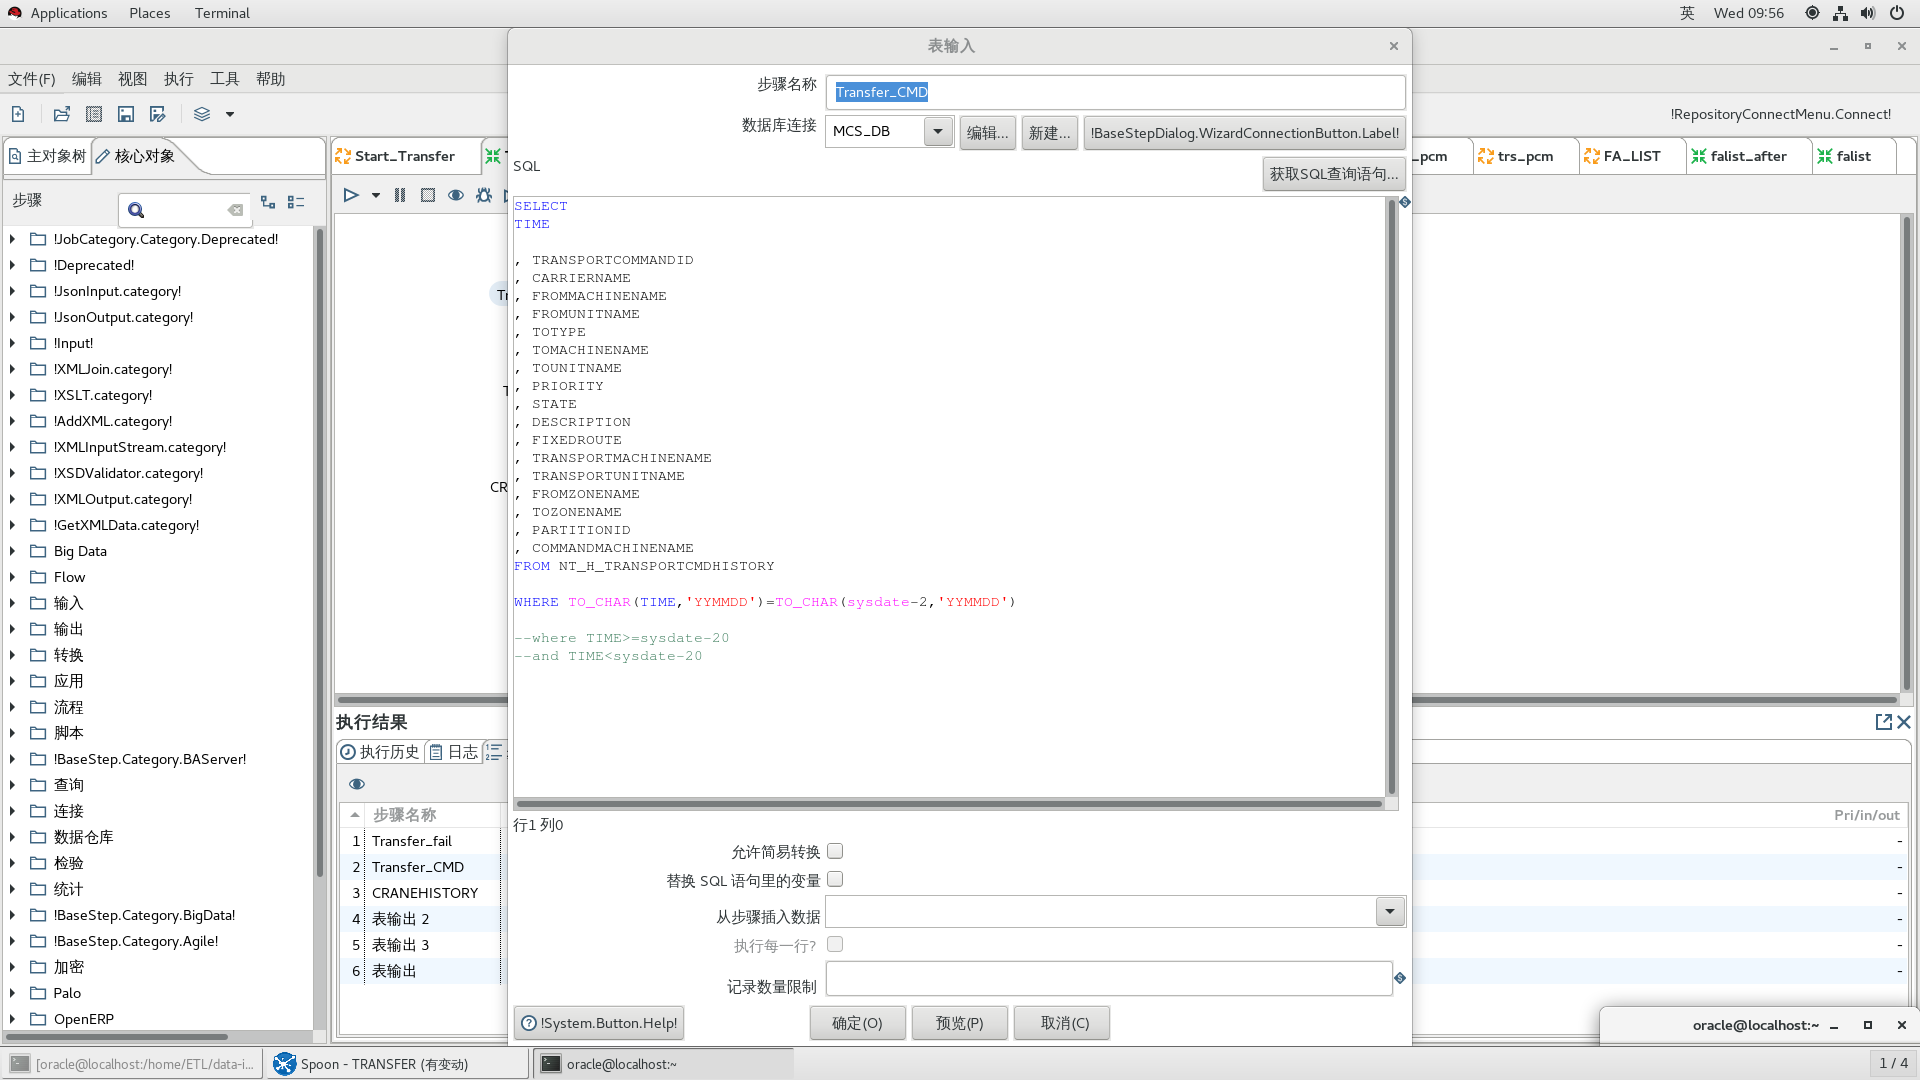 Applications Places Terminal 英 Wed 09:56
表输入
文件(F) 编辑 视图 执行 工具 帮助
!RepositoryConnectMenu.Connect!
主对象树 核心对象
步骤
!JobCategory.Category.Deprecated!
!Deprecated!
!JsonInput.category!
!JsonOutput.category!
!Input!
!XMLJoin.category!
!XSLT.category!
!AddXML.category!
!XMLInputStream.category!
!XSDValidator.category!
!XMLOutput.category!
!GetXMLData.category!
Big Data
Flow
输入
输出
转换
应用
流程
脚本
!BaseStep.Category.BAServer!
查询
连接
数据仓库
检验
统计
!BaseStep.Category.BigData!
!BaseStep.Category.Agile!
加密
Palo
OpenERP
Start_Transfer
_pcm trs_pcm FA_LIST falist_after falist
CR
执行结果
执行历史 日志
步骤名称 Pri/in/out
1 Transfer_fail -
2 Transfer_CMD -
3 CRANEHISTORY -
4 表输出 2 -
5 表输出 3 -
6 表输出 -
步骤名称 Transfer_CMD
数据库连接 MCS_DB 编辑... 新建... !BaseStepDialog.WizardConnectionButton.Label!
SQL 获取SQL查询语句...
SELECT
TIME
, TRANSPORTCOMMANDID
, CARRIERNAME
, FROMMACHINENAME
, FROMUNITNAME
, TOTYPE
, TOMACHINENAME
, TOUNITNAME
, PRIORITY
, STATE
, DESCRIPTION
, FIXEDROUTE
, TRANSPORTMACHINENAME
, TRANSPORTUNITNAME
, FROMZONENAME
, TOZONENAME
, PARTITIONID
, COMMANDMACHINENAME
FROM NT_H_TRANSPORTCMDHISTORY
WHERE TO_CHAR(TIME,'YYMMDD')=TO_CHAR(sysdate-2,'YYMMDD')
--where TIME>=sysdate-20
--and TIME<sysdate-20
行1 列0
允许简易转换
替换 SQL 语句里的变量
从步骤插入数据
执行每一行?
记录数量限制
!System.Button.Help! 确定(O) 预览(P) 取消(C)
oracle@localhost:~
[oracle@localhost:/home/ETL/data-i... Spoon - TRANSFER (有变动) oracle@localhost:~ 1 / 4